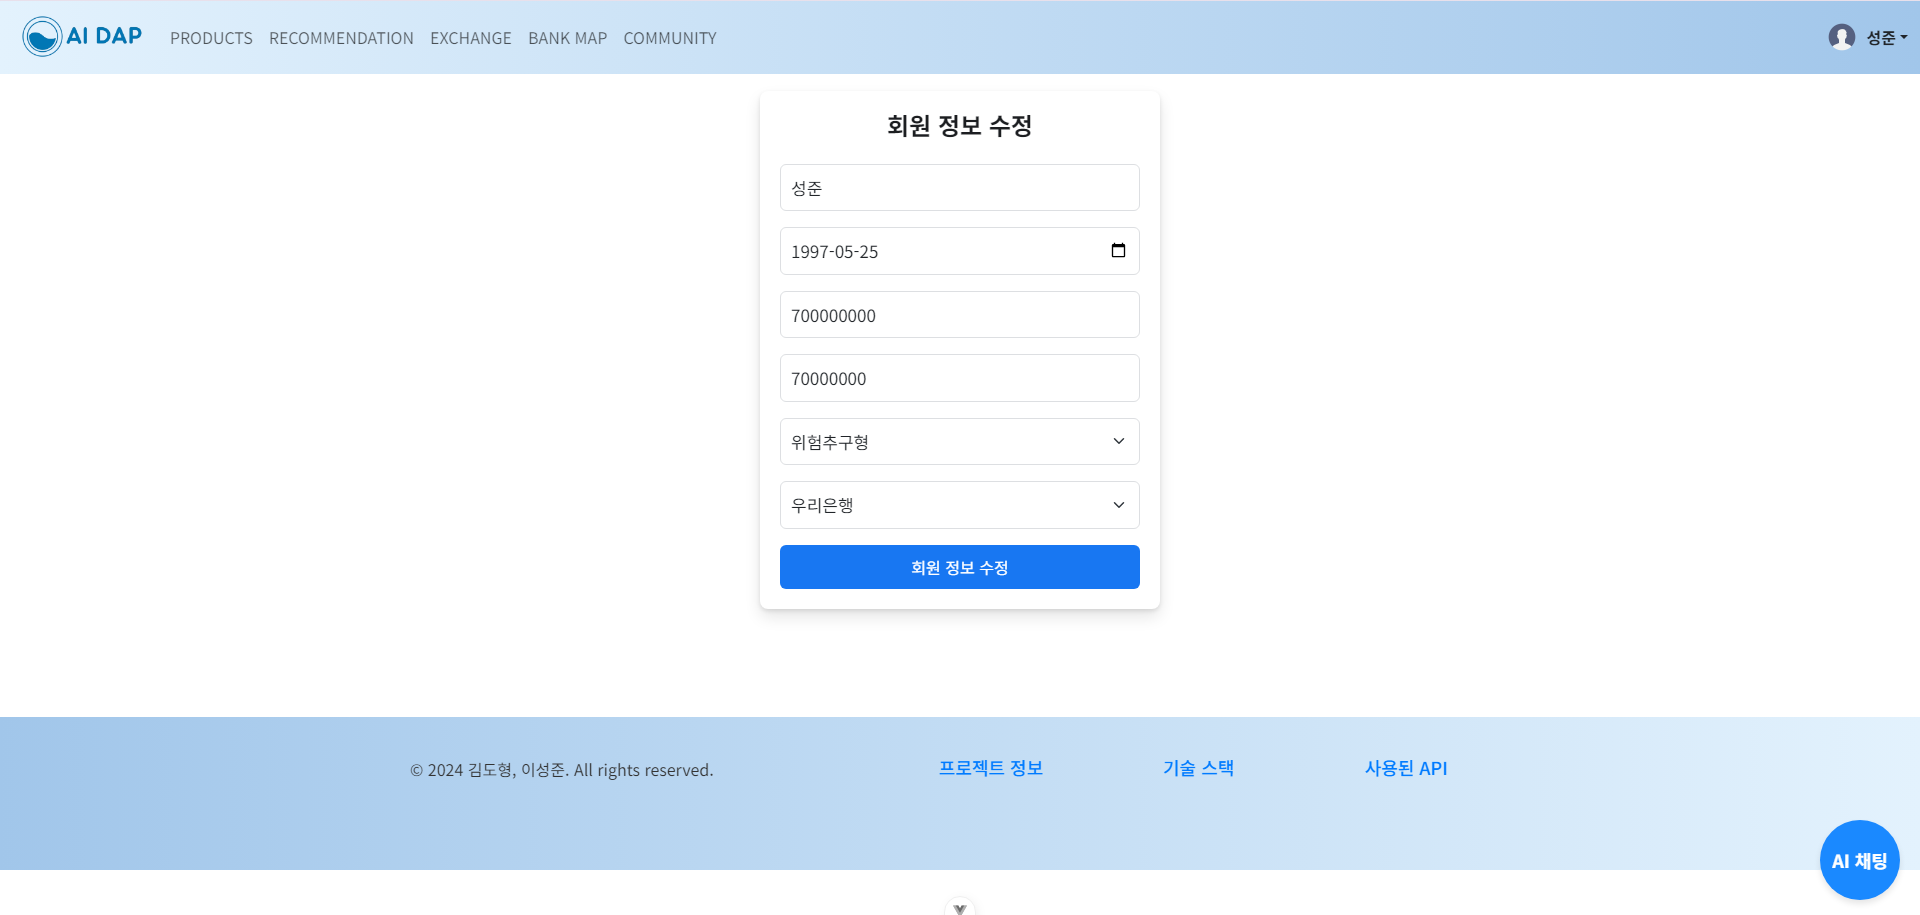 AI DAP
PRODUCTS
RECOMMENDATION
EXCHANGE
BANK MAP
COMMUNITY
성준
회원 정보 수정
성준
1997-05-25
700000000
70000000
위험추구형
우리은행
회원 정보 수정
© 2024 김도형, 이성준. All rights reserved.
프로젝트 정보
기술 스택
사용된 API
AI 채팅